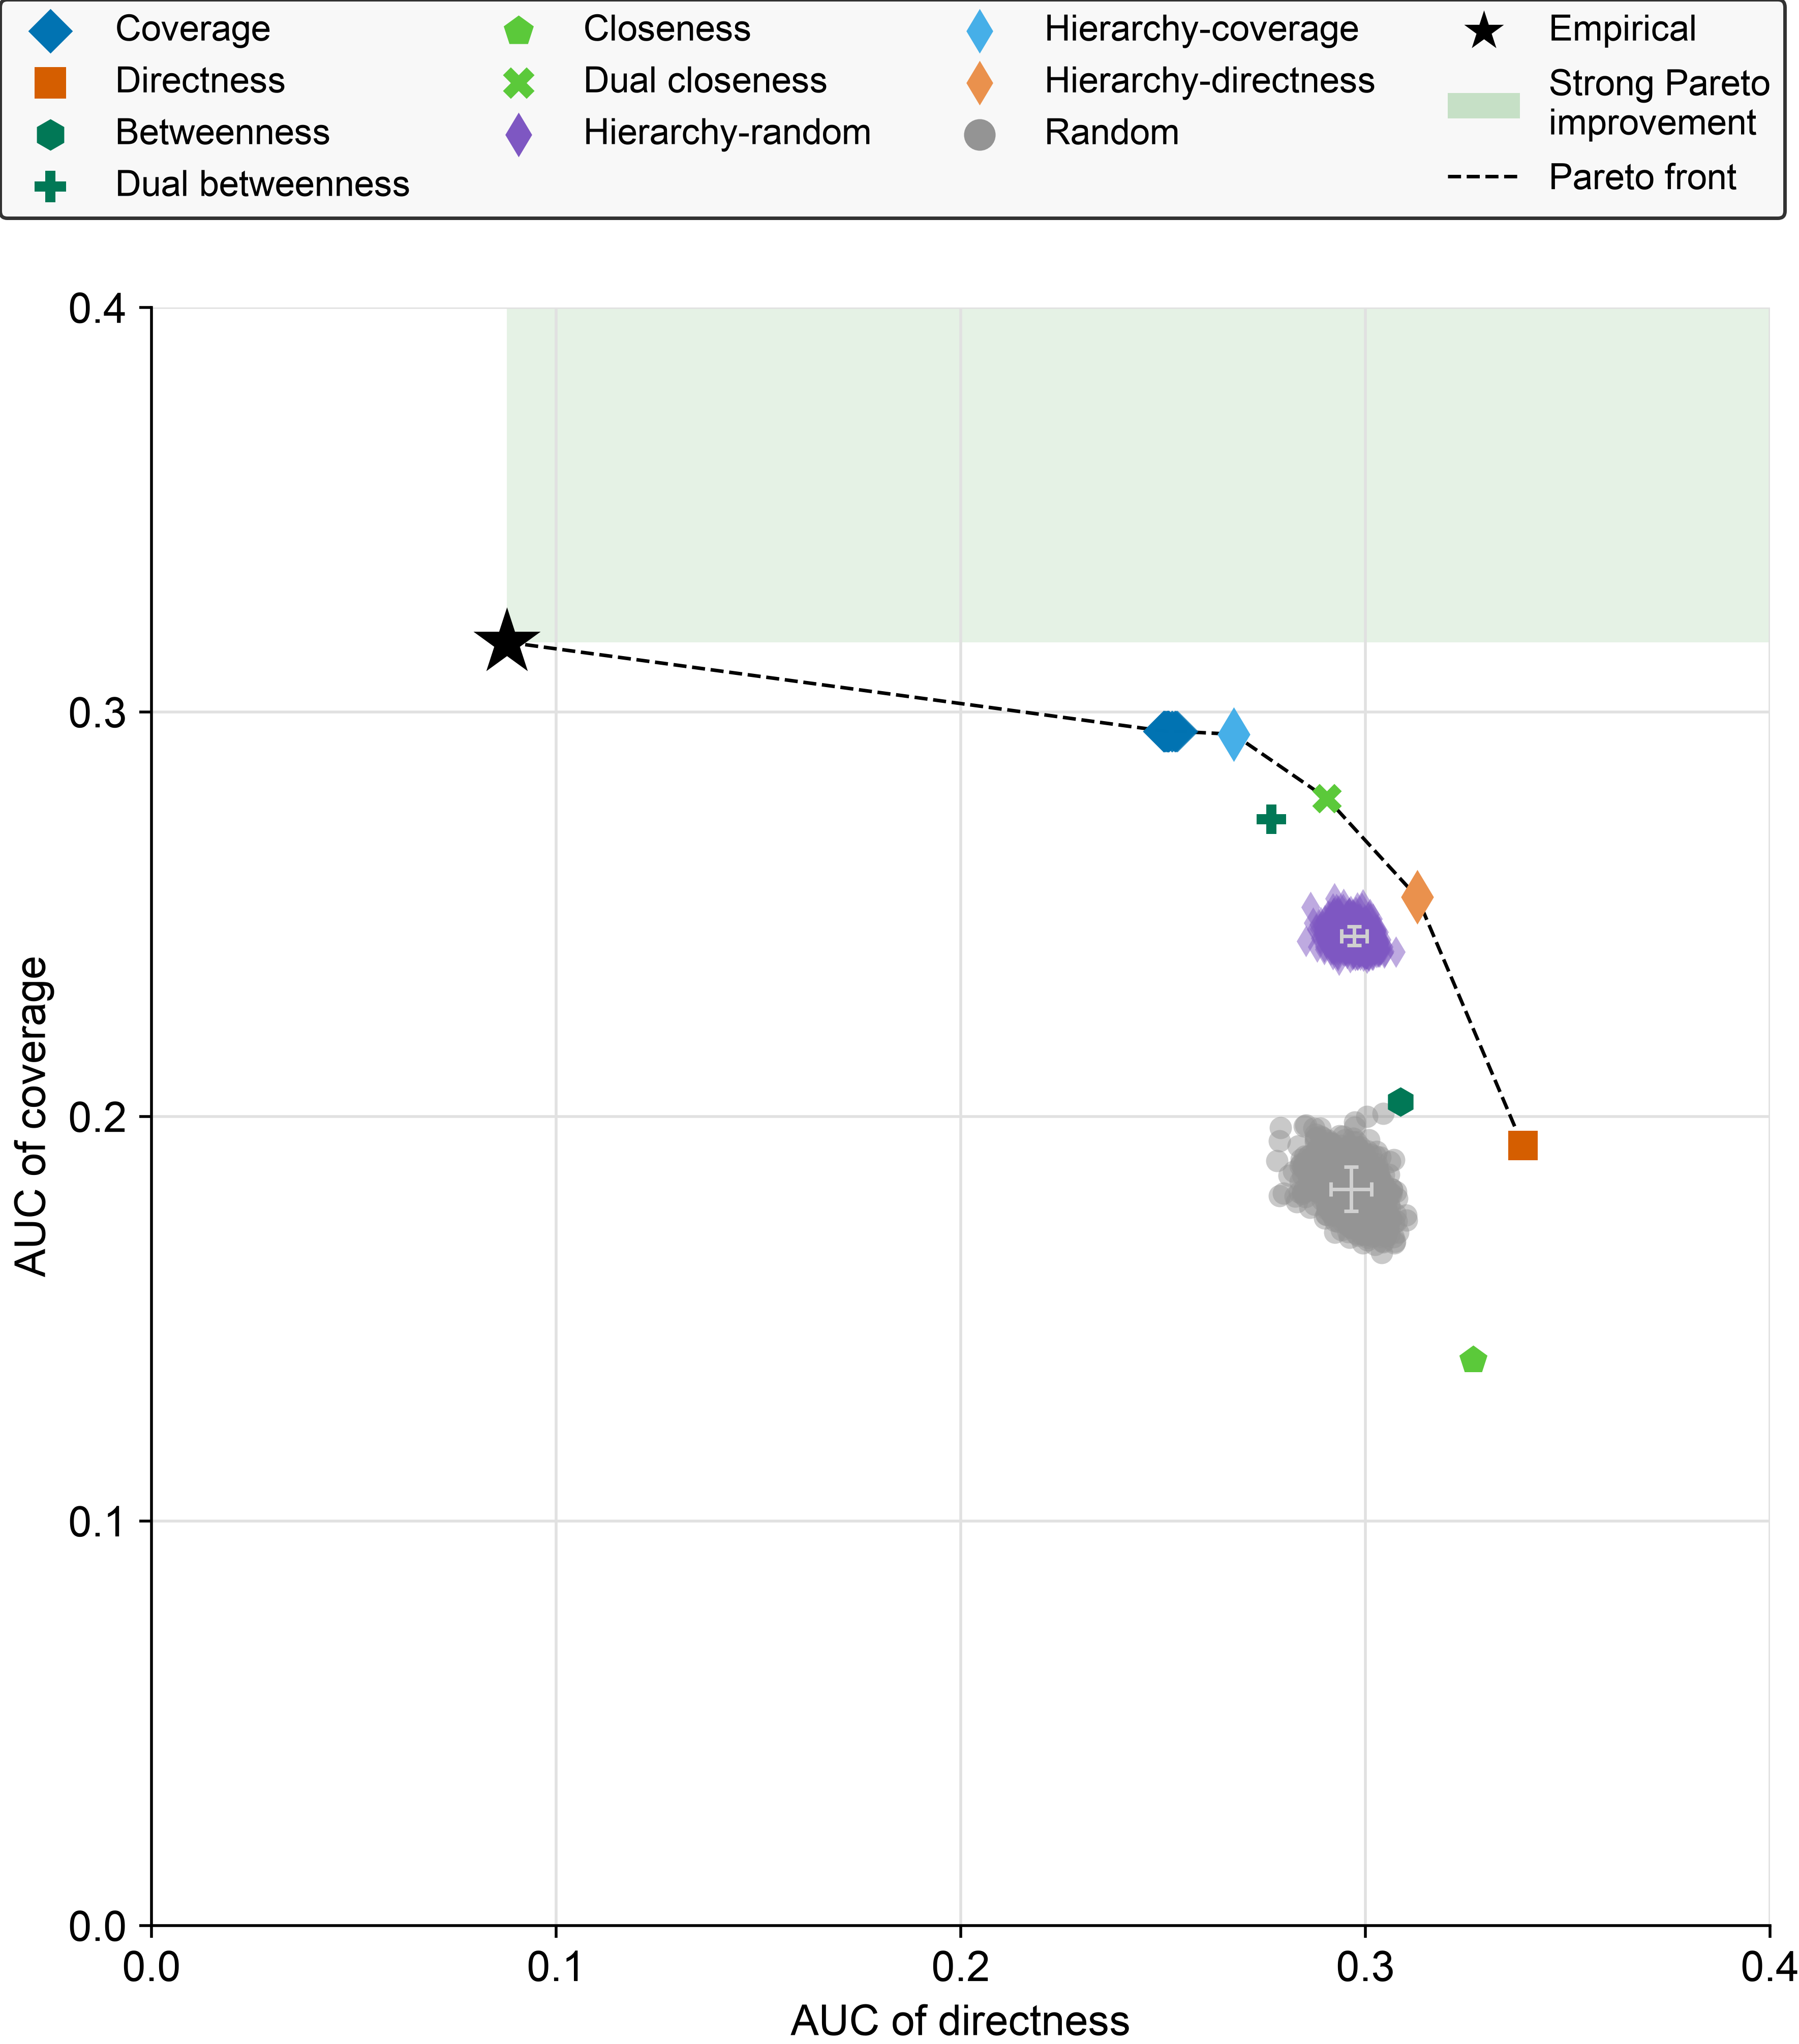 Coverage
Directness
Betweenness
Dual betweenness
Closeness
Dual closeness
Hierarchy-random
Hierarchy-coverage
Hierarchy-directness
Random
Empirical
Strong Pareto
improvement
Pareto front
0.4
0.3
0.2
0.1
0.0
AUC of coverage
0.0
0.1
0.2
0.3
0.4
AUC of directness